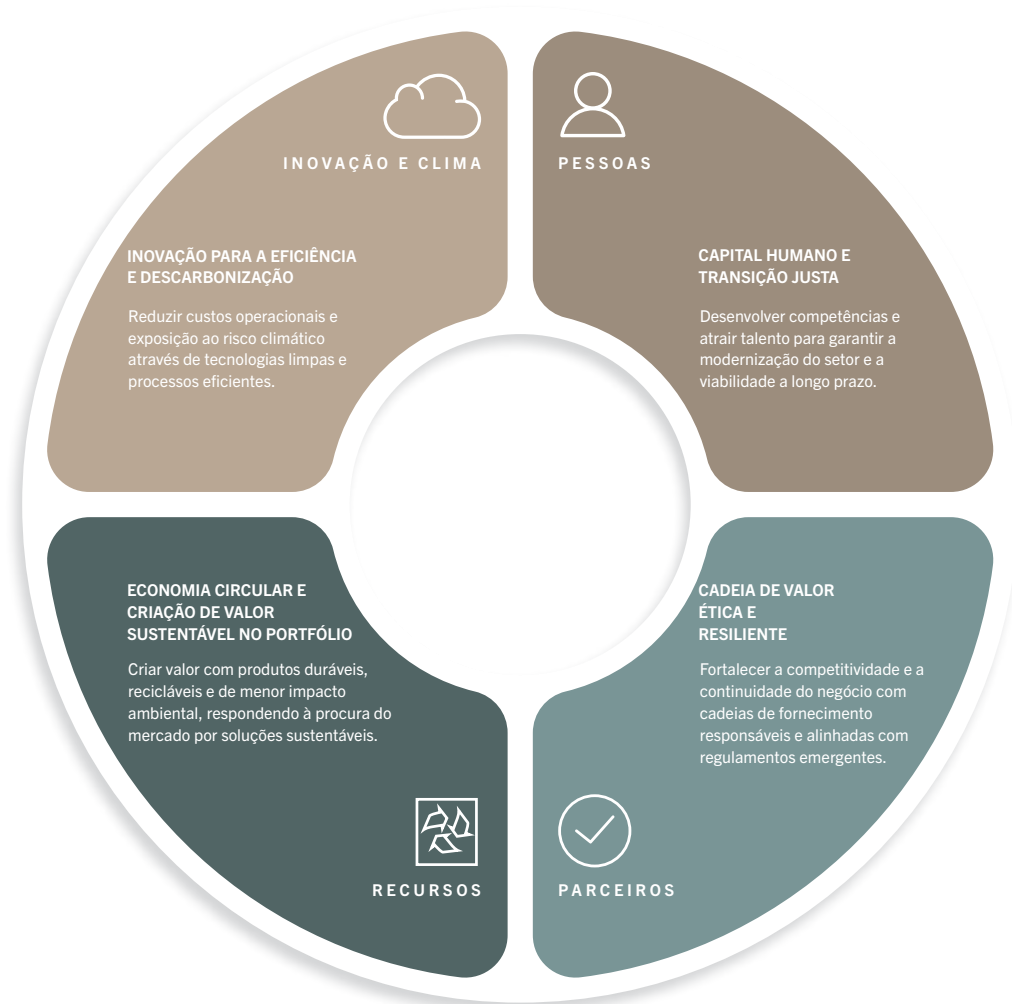 INOVAÇÃO E CLIMA
INOVAÇÃO PARA A EFICIÊNCIA
E DESCARBONIZAÇÃO
Reduzir custos operacionais e
exposição ao risco climático
através de tecnologias limpas e
processos eficientes.
PESSOAS
CAPITAL HUMANO E
TRANSIÇÃO JUSTA
Desenvolver competências e
atrair talento para garantir a
modernização do setor e a
viabilidade a longo prazo.
ECONOMIA CIRCULAR E
CRIAÇÃO DE VALOR
SUSTENTÁVEL NO PORTFÓLIO
Criar valor com produtos duráveis,
recicláveis e de menor impacto
ambiental, respondendo à procura do
mercado por soluções sustentáveis.
RECURSOS
CADEIA DE VALOR
ÉTICA E
RESILIENTE
Fortalecer a competitividade e a
continuidade do negócio com
cadeias de fornecimento
responsáveis e alinhadas com
regulamentos emergentes.
PARCEIROS